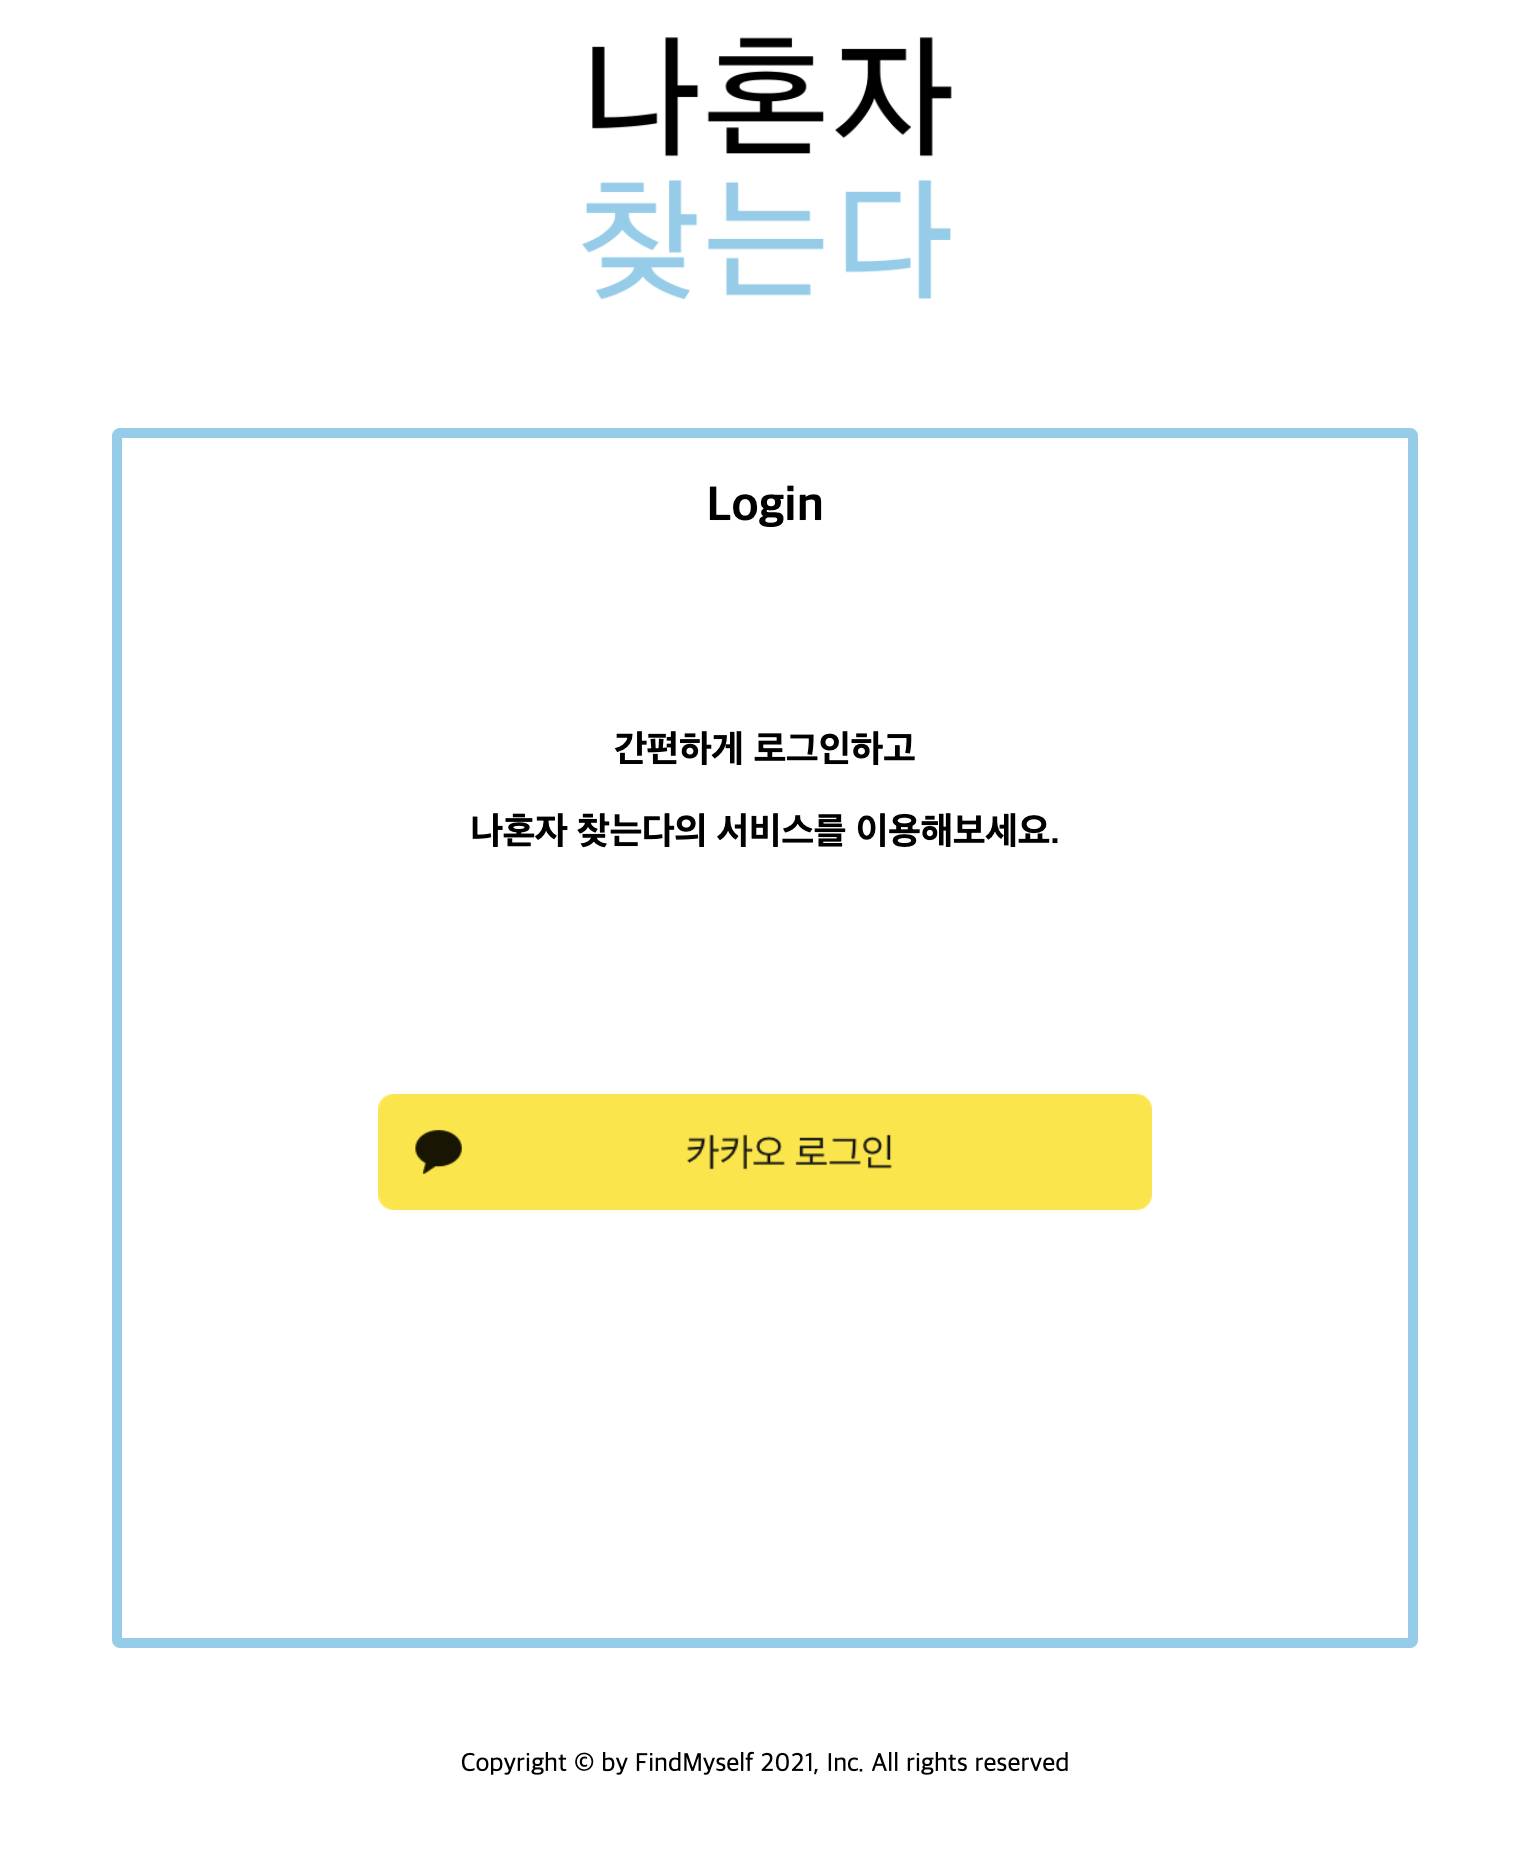 나혼자
찾는다
Login
간편하게 로그인하고
나혼자 찾는다의 서비스를 이용해보세요.
카카오 로그인
Copyright © by FindMyself 2021, Inc. All rights reserved